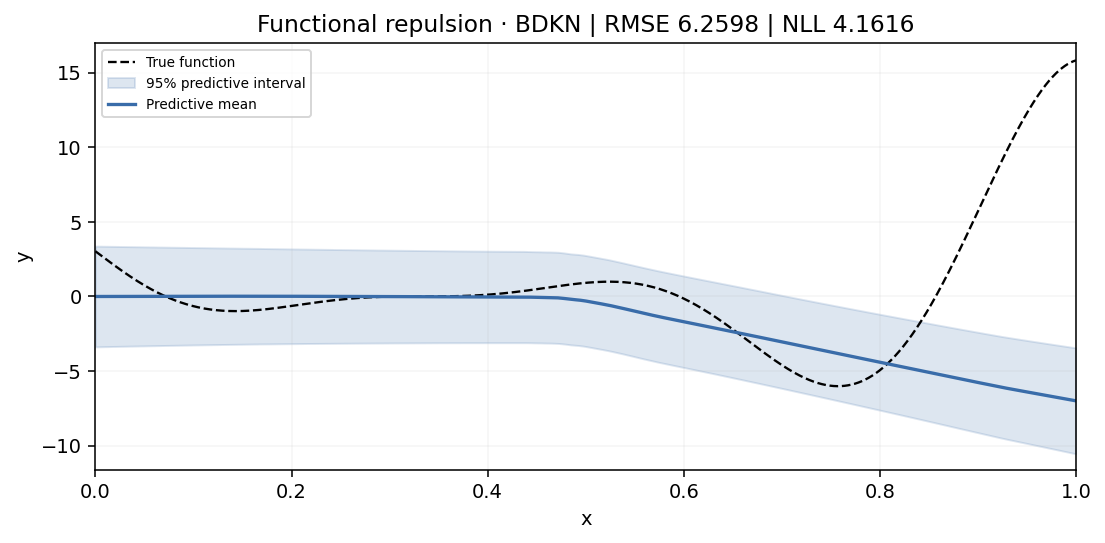 Functional repulsion · BDKN | RMSE 6.2598 | NLL 4.1616
True function
95% predictive interval
Predictive mean
15
10
5
0
−5
−10
y
0.0 0.2 0.4 0.6 0.8 1.0
x